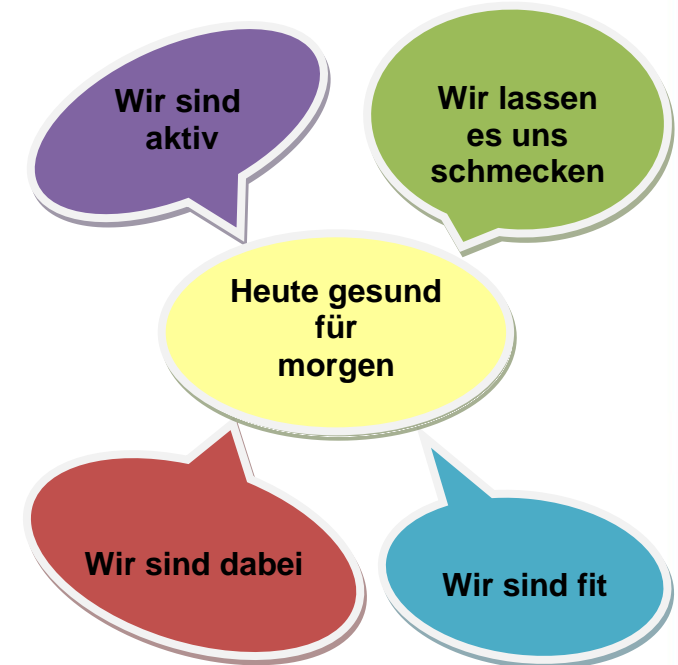 Wir sind
aktiv
Wir lassen
es uns
schmecken
Heute gesund
für
morgen
Wir sind dabei
Wir sind fit